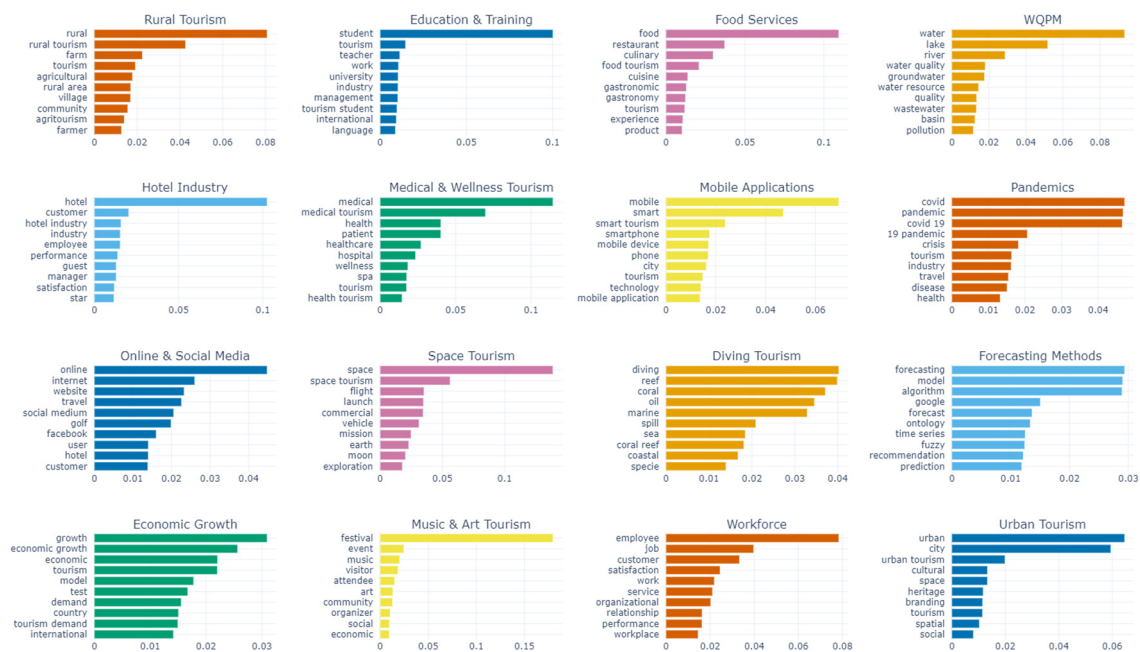 Rural Tourism
rural
rural tourism
farm
tourism
agricultural
rural area
village
community
agritourism
farmer
0 0.02 0.04 0.06 0.08
Education & Training
student
tourism
teacher
work
university
industry
management
tourism student
international
language
0 0.05 0.1
Food Services
food
restaurant
culinary
food tourism
cuisine
gastronomic
gastronomy
tourism
experience
product
0 0.05 0.1
WQPM
water
lake
river
water quality
groundwater
water resource
quality
wastewater
basin
pollution
0 0.02 0.04 0.06 0.08
Hotel Industry
hotel
customer
hotel industry
industry
employee
performance
guest
manager
satisfaction
star
0 0.05 0.1
Medical & Wellness Tourism
medical
medical tourism
health
patient
healthcare
hospital
wellness
spa
tourism
health tourism
0 0.05 0.1
Mobile Applications
mobile
smart
smart tourism
smartphone
mobile device
phone
city
tourism
technology
mobile application
0 0.02 0.04 0.06
Pandemics
covid
pandemic
covid 19
19 pandemic
crisis
tourism
industry
travel
disease
health
0 0.01 0.02 0.03 0.04
Online & Social Media
online
internet
website
travel
social medium
golf
facebook
user
hotel
customer
0 0.01 0.02 0.03 0.04
Space Tourism
space
space tourism
flight
launch
commercial
vehicle
mission
earth
moon
exploration
0 0.05 0.1
Diving Tourism
diving
reef
coral
oil
marine
spill
sea
coral reef
coastal
specie
0 0.01 0.02 0.03 0.04
Forecasting Methods
forecasting
model
algorithm
google
forecast
ontology
time series
fuzzy
recommendation
prediction
0 0.01 0.02 0.03
Economic Growth
growth
economic growth
economic
tourism
model
test
demand
country
tourism demand
international
0 0.01 0.02 0.03
Music & Art Tourism
festival
event
music
visitor
attendee
art
community
organizer
social
economic
0 0.05 0.1 0.15
Workforce
employee
job
customer
satisfaction
work
service
organizational
relationship
performance
workplace
0 0.02 0.04 0.06 0.08
Urban Tourism
urban
city
urban tourism
cultural
space
heritage
branding
tourism
spatial
social
0 0.02 0.04 0.06